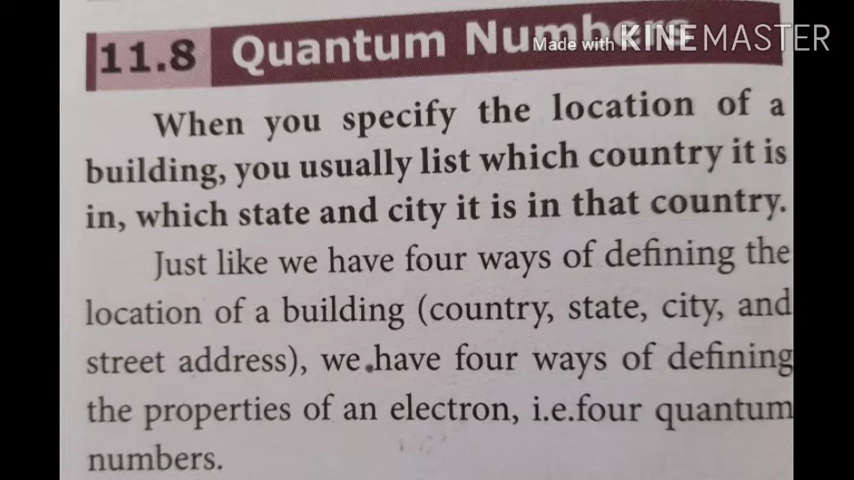 11.8 Quantum Numbers
Made with KINEMASTER
When you specify the location of a
building, you usually list which country it is
in, which state and city it is in that country.
Just like we have four ways of defining the
location of a building (country, state, city, and
street address), we have four ways of defining
the properties of an electron, i.e.four quantum
numbers.